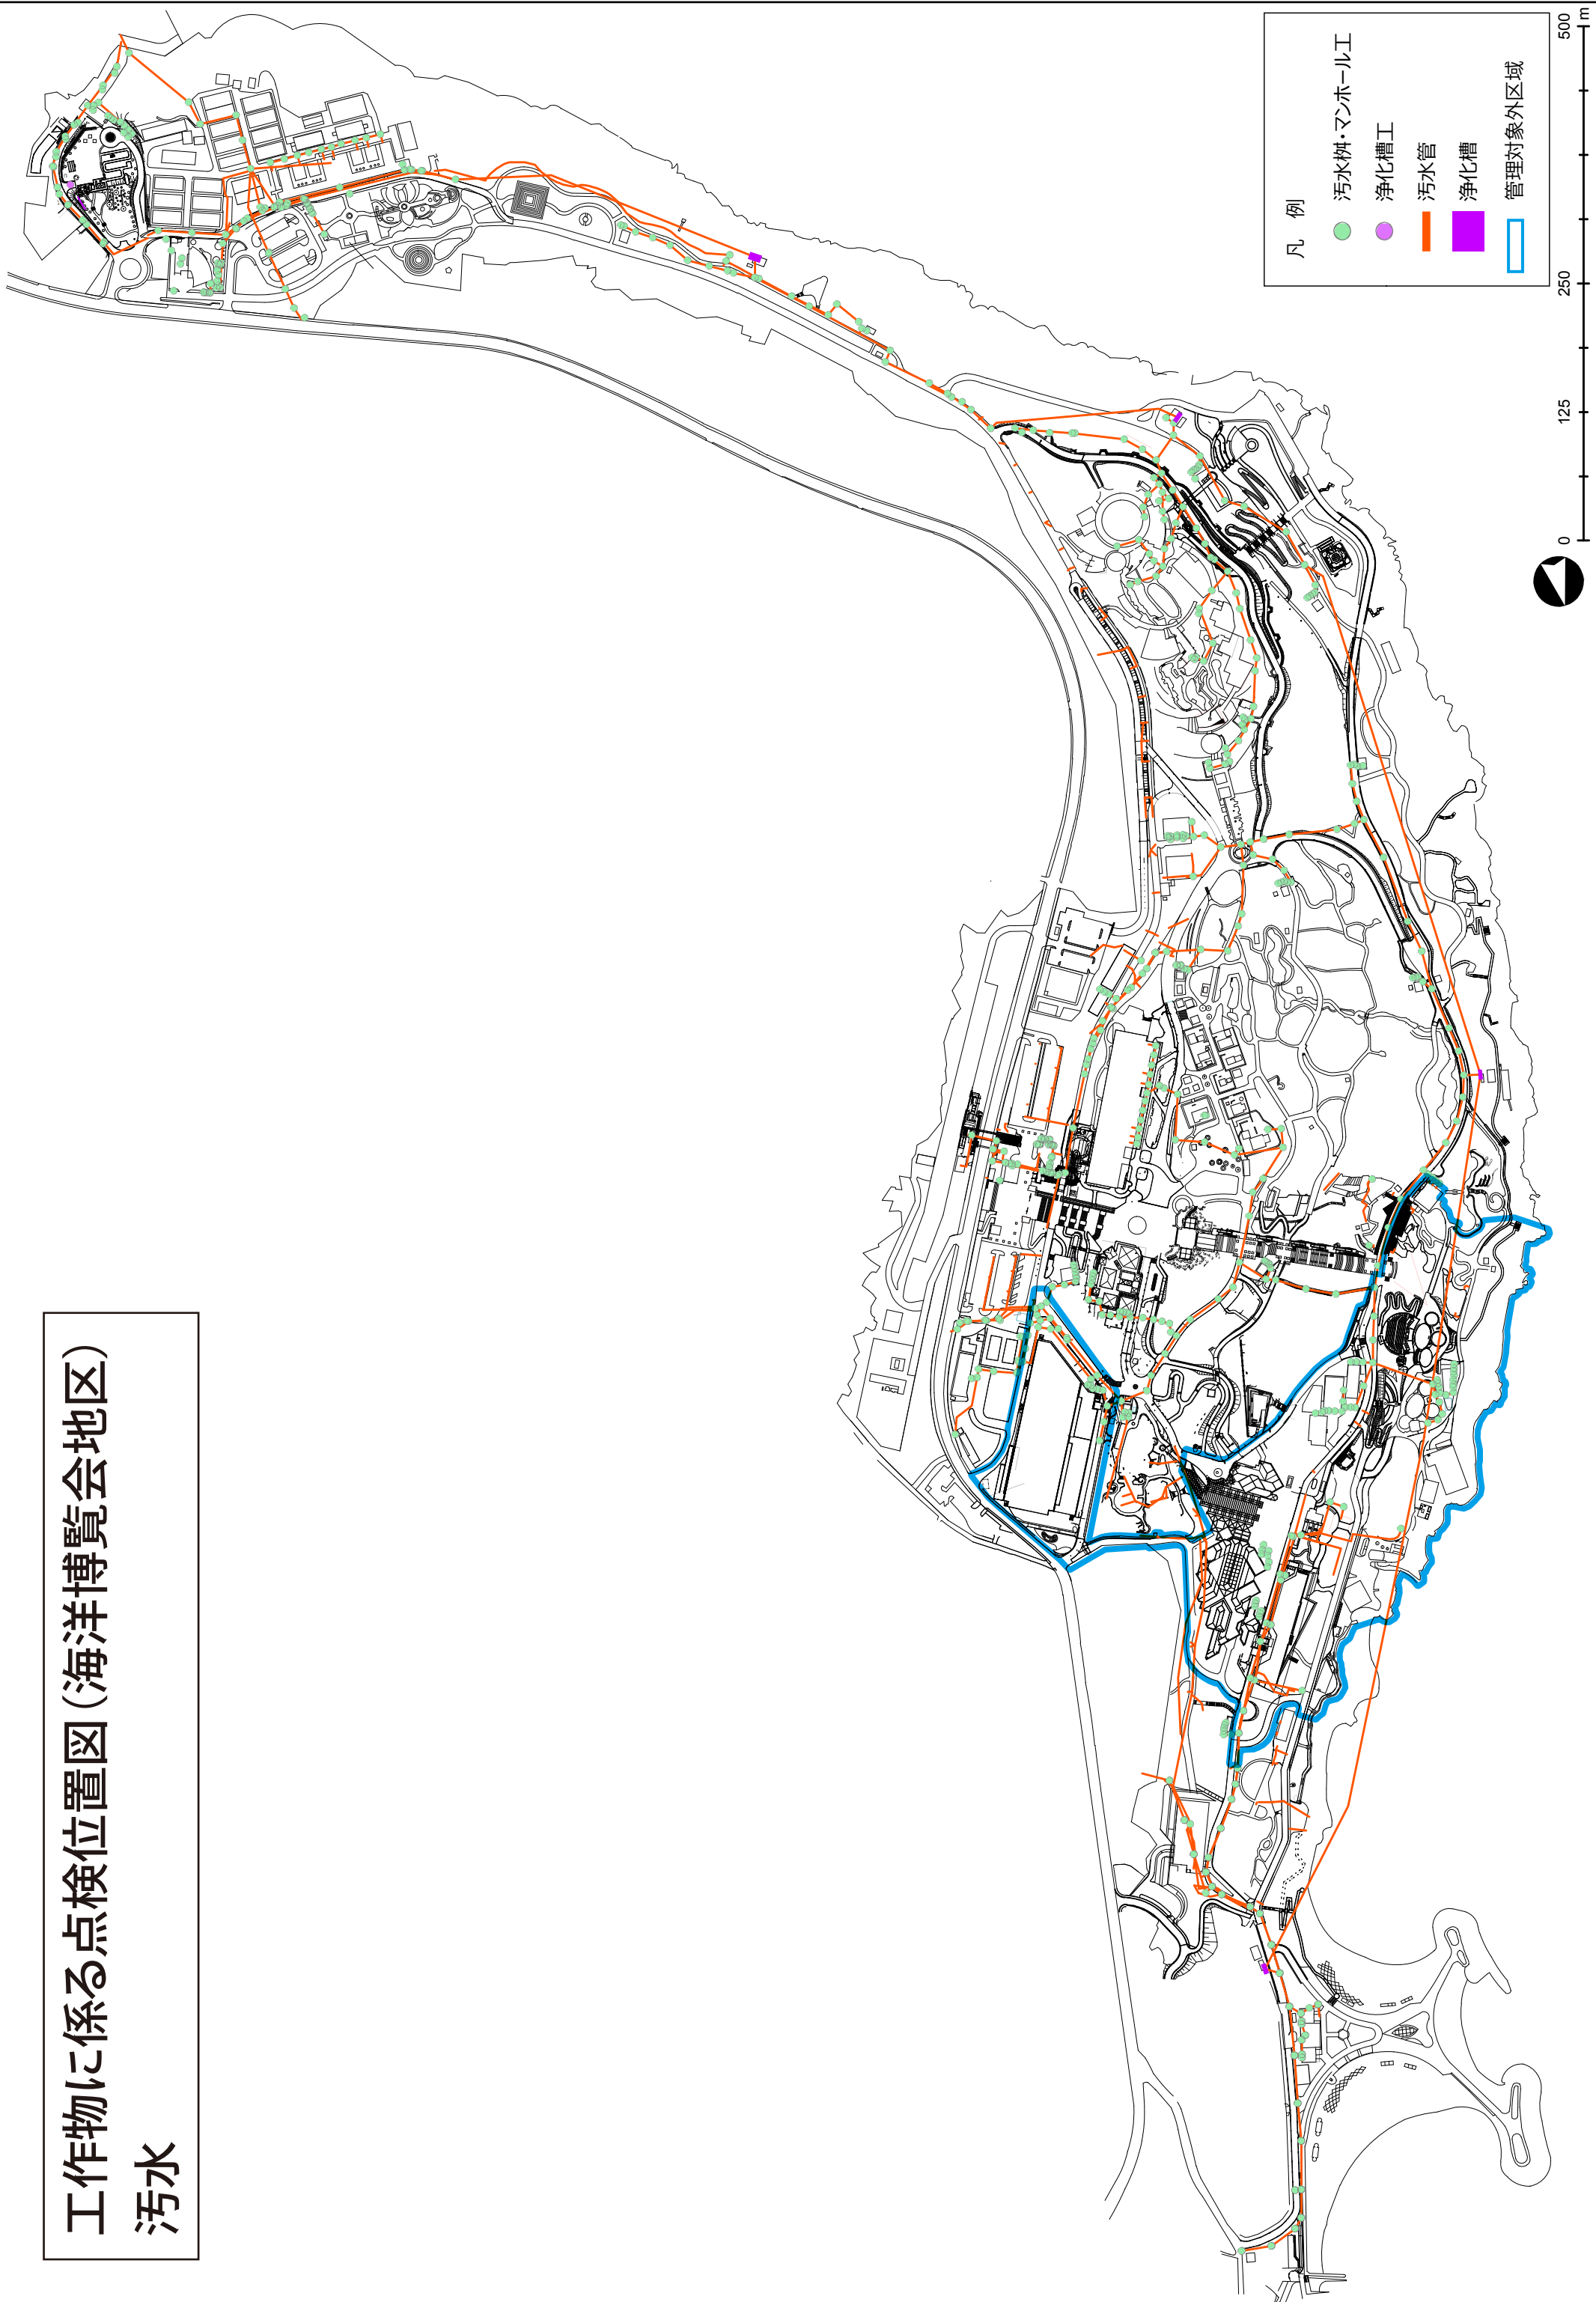 工作物に係る点検位置図（海洋博覧会地区）
汚水
凡 例
汚水桝・マンホール工
浄化槽工
汚水管
浄化槽
管理対象外区域
0 125 250 500 m